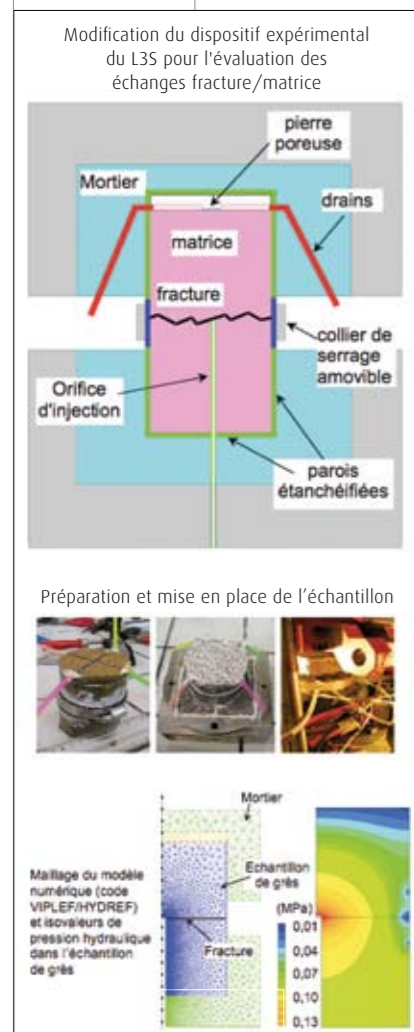 Modification du dispositif expérimental
du L3S pour l'évaluation des
échanges fracture/matrice
pierre
poreuse
Mortier
drains
matrice
fracture
collier de
serrage
amovible
Orifice
d'injection
parois
étanchéifiées
Préparation et mise en place de l'échantillon
Mortier
Maillage du modèle
numérique (code
VIPLEF/HYDREF)
et isovaleurs de
pression hydraulique
dans l'échantillon
de grès
Echantillon
de grès
Fracture
(MPa)
0,01
0,04
0,07
0,10
0,13